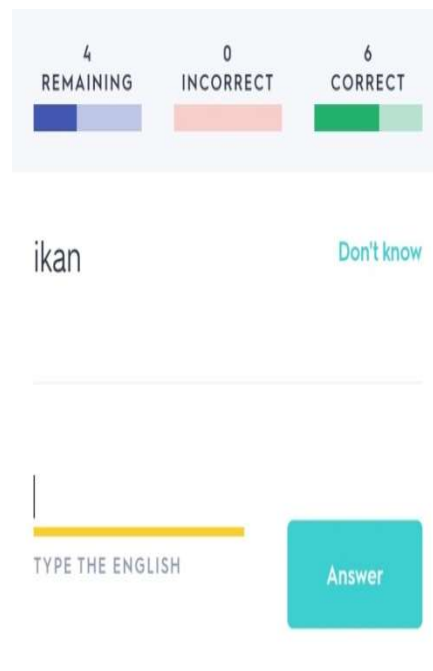 4 0 6
REMAINING INCORRECT CORRECT
ikan Don't know
TYPE THE ENGLISH
Answer